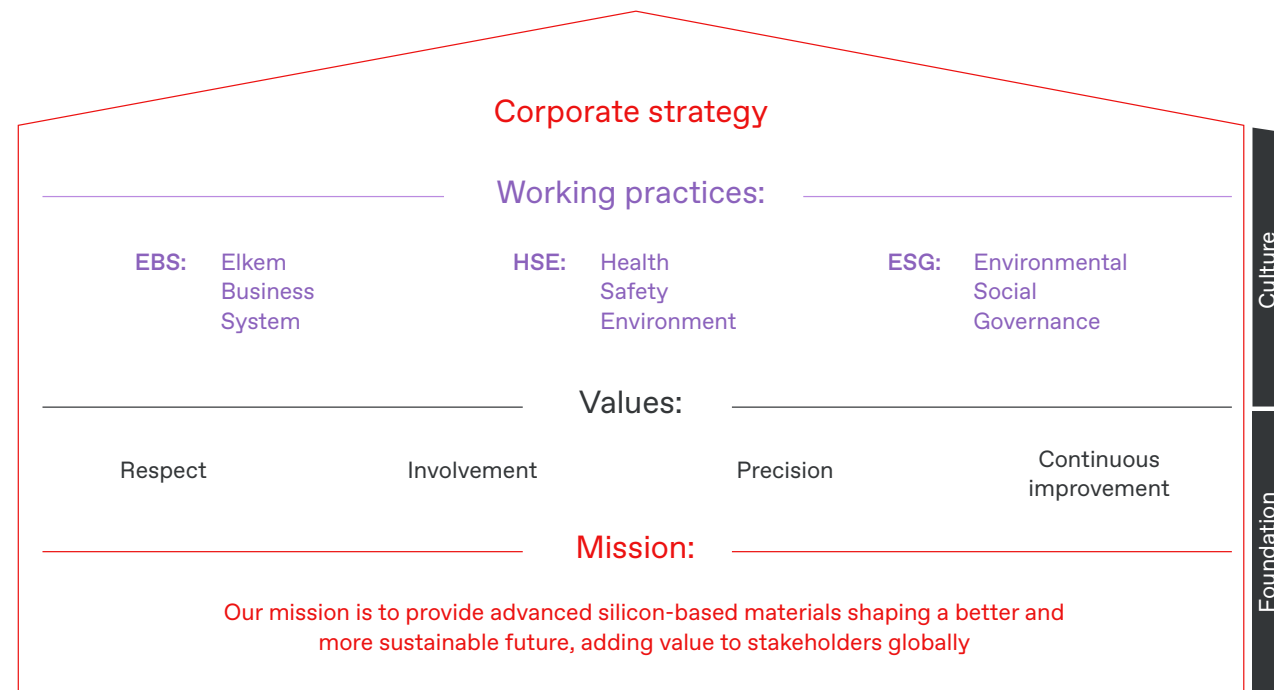 Corporate strategy
Working practices:
EBS: Elkem
Business
System
HSE: Health
Safety
Environment
ESG: Environmental
Social
Governance
Culture
Values:
Respect
Involvement
Precision
Continuous
improvement
Mission:
Our mission is to provide advanced silicon-based materials shaping a better and
more sustainable future, adding value to stakeholders globally
Foundation